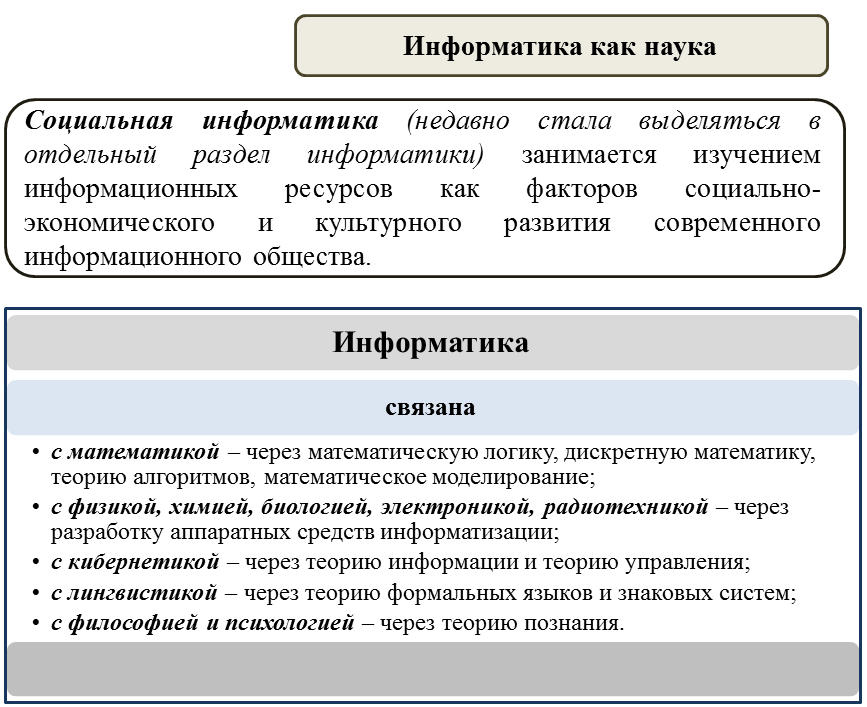 Информатика как наука
Социальная информатика (недавно стала выделяться в
отдельный раздел информатики) занимается изучением
информационных ресурсов как факторов социально-
экономического и культурного развития современного
информационного общества.
Информатика
связана
• с математикой – через математическую логику, дискретную математику,
теорию алгоритмов, математическое моделирование;
• с физикой, химией, биологией, электроникой, радиотехникой – через
разработку аппаратных средств информатизации;
• с кибернетикой – через теорию информации и теорию управления;
• с лингвистикой – через теорию формальных языков и знаковых систем;
• с философией и психологией – через теорию познания.